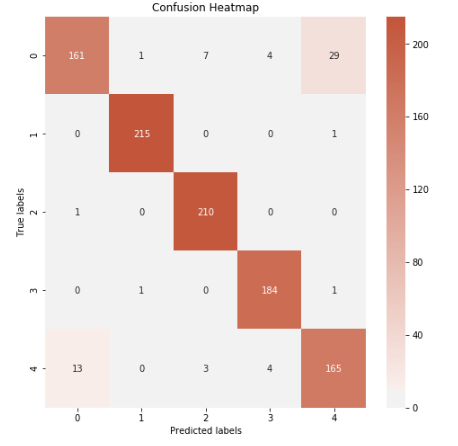 Confusion Heatmap
0 161 1 7 4 29
1 0 215 0 0 1
2 1 0 210 0 0
3 0 1 0 184 1
4 13 0 3 4 165
0 1 2 3 4
True labels
Predicted labels
200
160
120
80
40
0